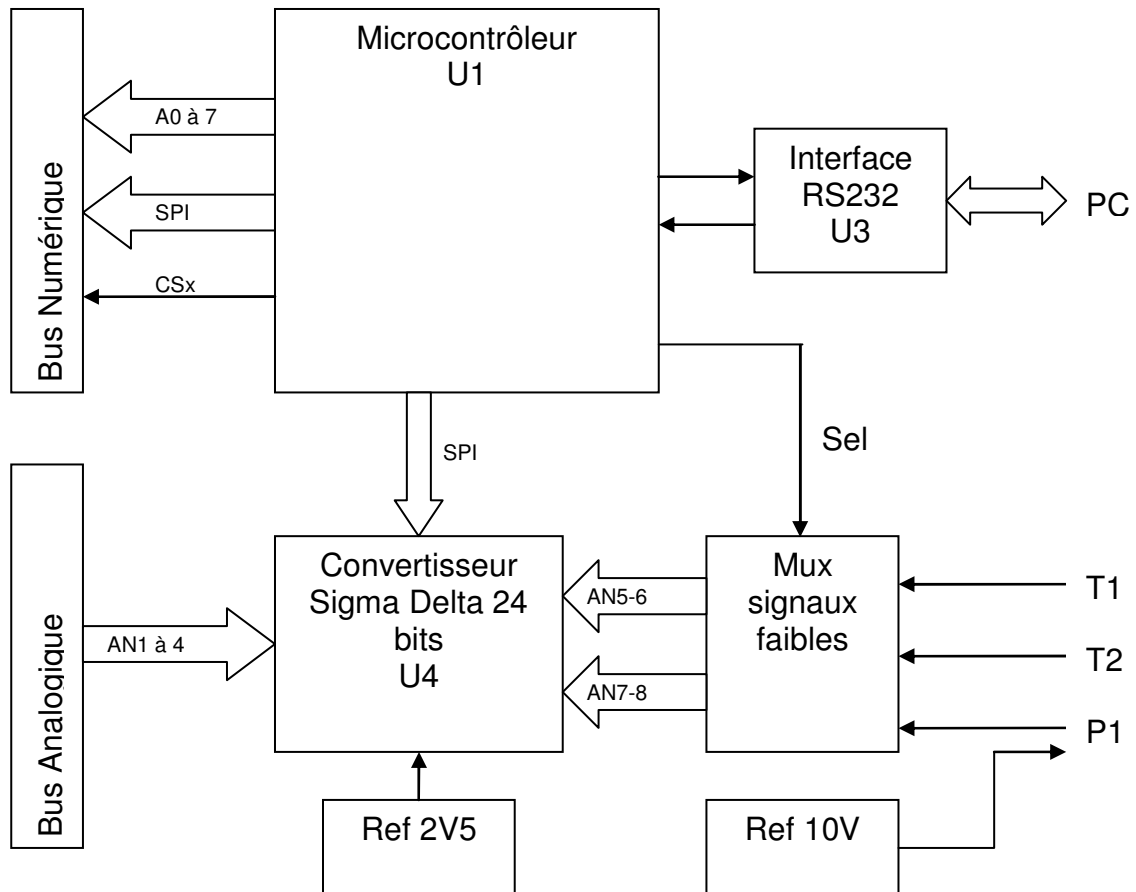 Microcontrôleur
U1
Bus Numérique
A0 à 7
SPI
CSx
Interface
RS232
U3
PC
SPI
Sel
Bus Analogique
AN1 à 4
Convertisseur
Sigma Delta 24
bits
U4
AN5-6
AN7-8
Mux
signaux
faibles
T1
T2
P1
Ref 2V5
Ref 10V